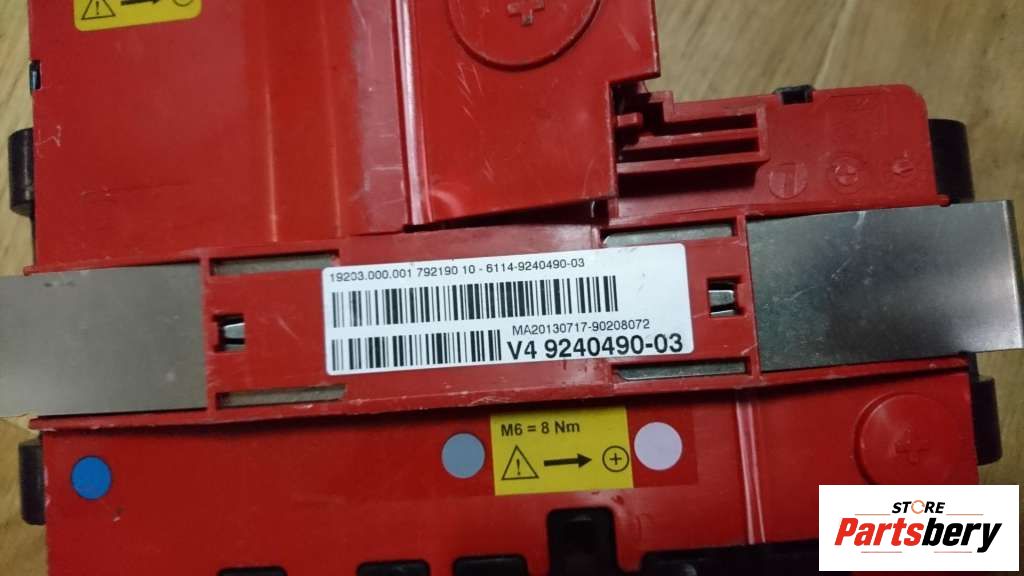 19203.000.001 792190 10 - 6114-9240490-03
MA20130717-90208072
V4 9240490-03
M6 = 8 Nm
STORE
Partsbery